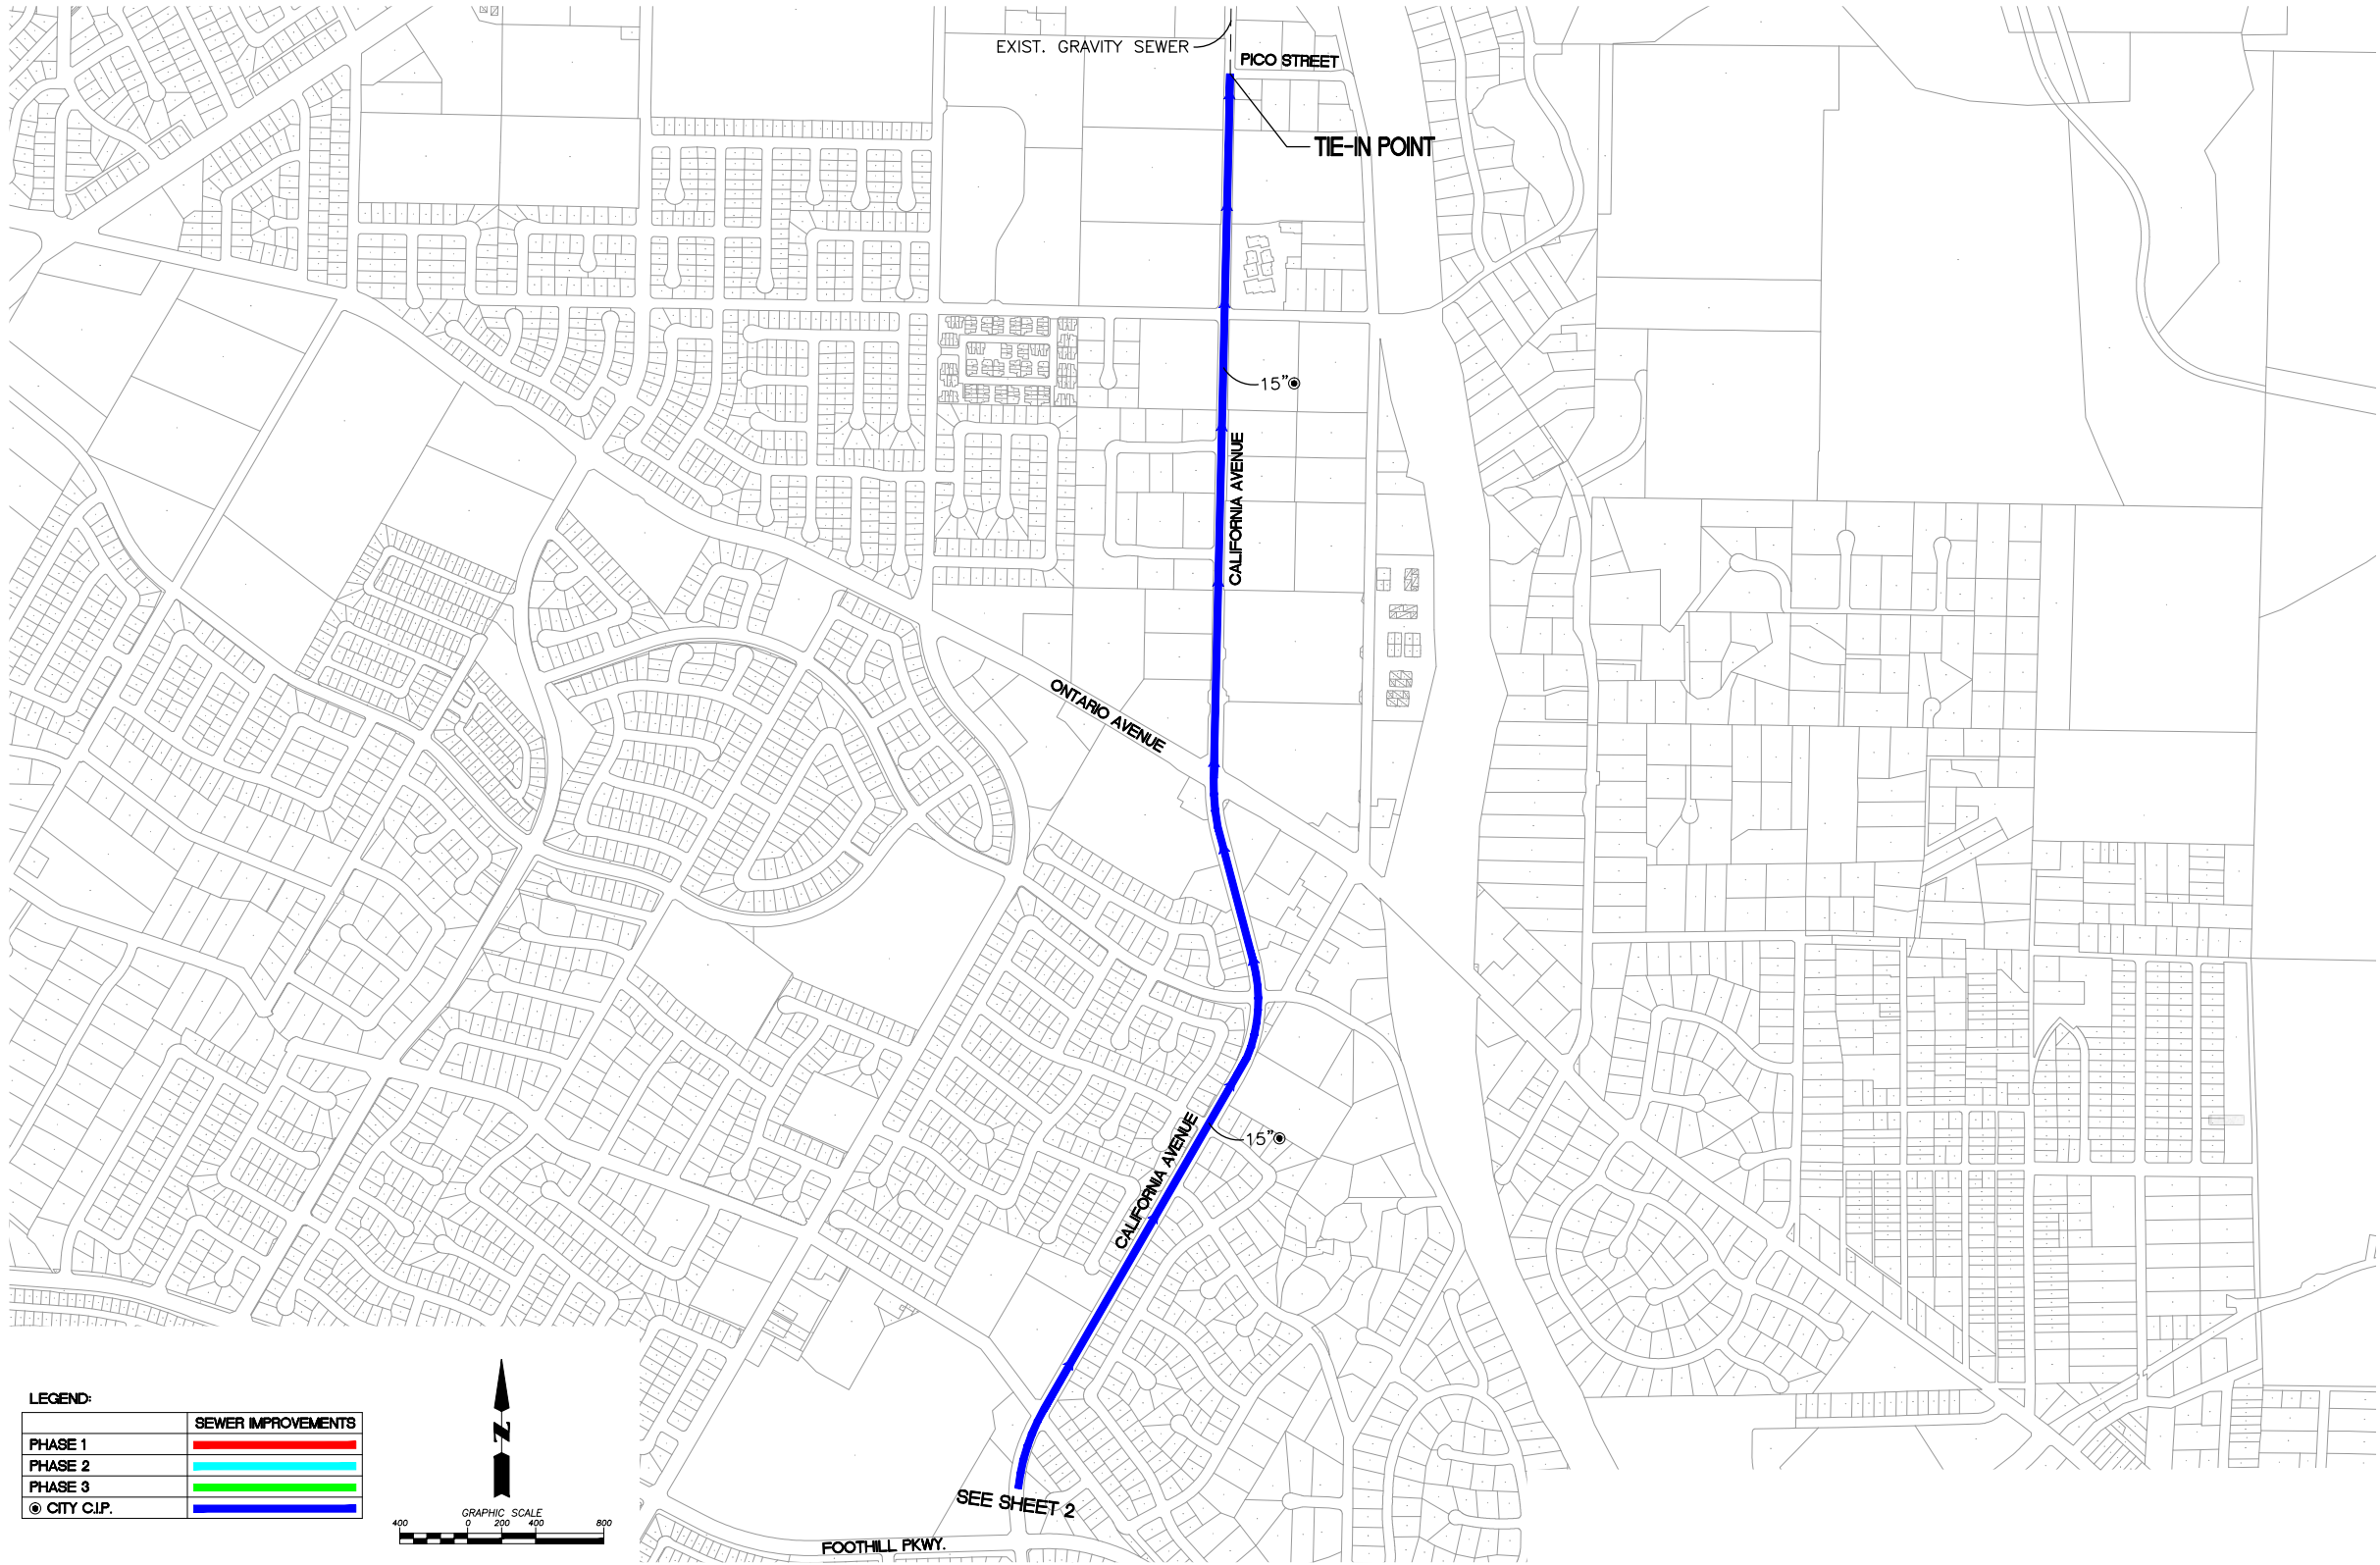 EXIST. GRAVITY SEWER
PICO STREET
TIE-IN POINT
15"◉
CALIFORNIA AVENUE
ONTARIO AVENUE
15"◉
CALIFORNIA AVENUE
SEE SHEET 2
FOOTHILL PKWY.
LEGEND:
SEWER IMPROVEMENTS
PHASE 1
PHASE 2
PHASE 3
◉ CITY C.I.P.
N
GRAPHIC SCALE
400 0 200 400 800